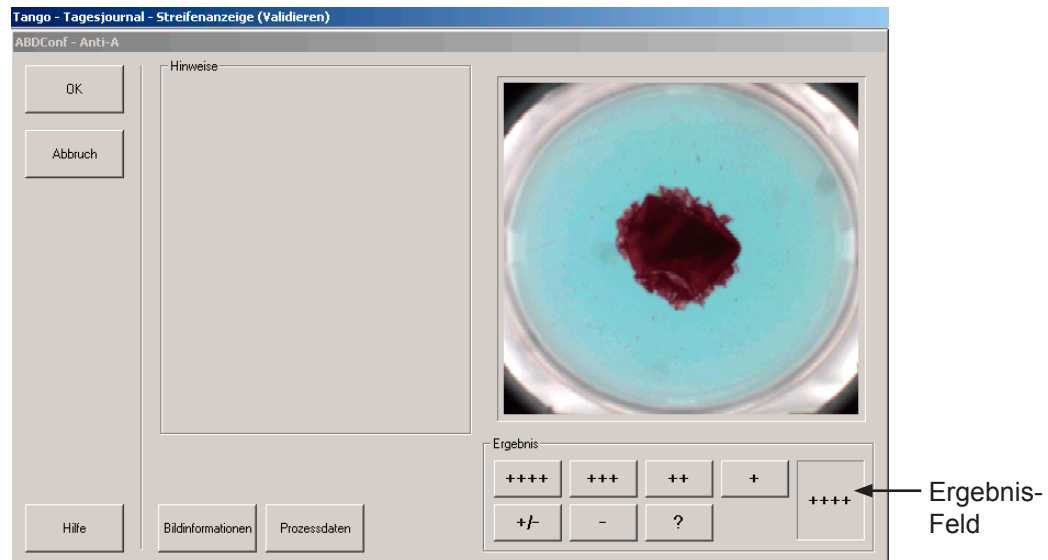 Tango - Tagesjournal - Streifenanzeige (Validieren)
ABDConf - Anti-A
OK
Abbruch
Hinweise
Ergebnis
++++
+++
++
+
+/-
-
?
++++
Ergebnis-
Feld
Hilfe
Bildinformationen
Prozessdaten